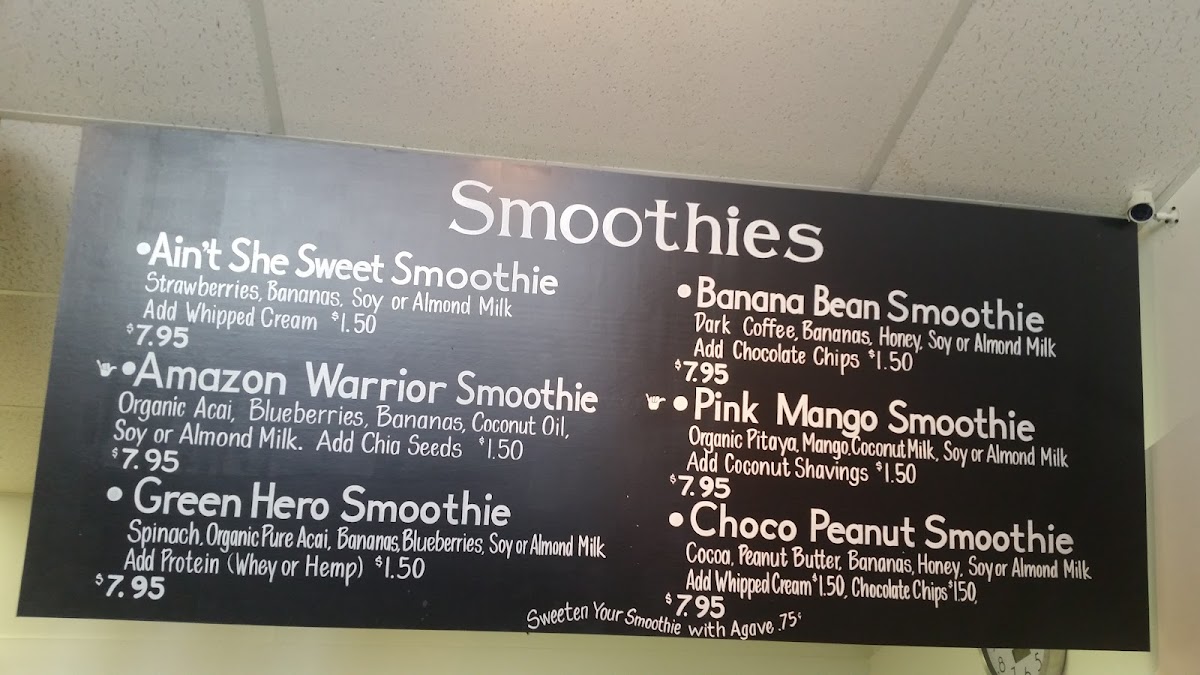 Smoothies
•Ain't She Sweet Smoothie
Strawberries, Bananas, Soy or Almond Milk
Add Whipped Cream $1.50
$7.95
•Amazon Warrior Smoothie
Organic Acai, Blueberries, Bananas, Coconut Oil,
Soy or Almond Milk. Add Chia Seeds $1.50
$7.95
• Green Hero Smoothie
Spinach, Organic Pure Acai, Bananas, Blueberries, Soy or Almond Milk
Add Protein (Whey or Hemp) $1.50
$7.95
• Banana Bean Smoothie
Dark Coffee, Bananas, Honey, Soy or Almond Milk
Add Chocolate Chips $1.50
$7.95
• Pink Mango Smoothie
Organic Pitaya, Mango, Coconut Milk, Soy or Almond Milk
Add Coconut Shavings $1.50
$7.95
• Choco Peanut Smoothie
Cocoa, Peanut Butter, Bananas, Honey, Soy or Almond Milk
Add Whipped Cream $1.50, Chocolate Chips $1.50,
$7.95
Sweeten Your Smoothie with Agave .75¢
8 7 6 5